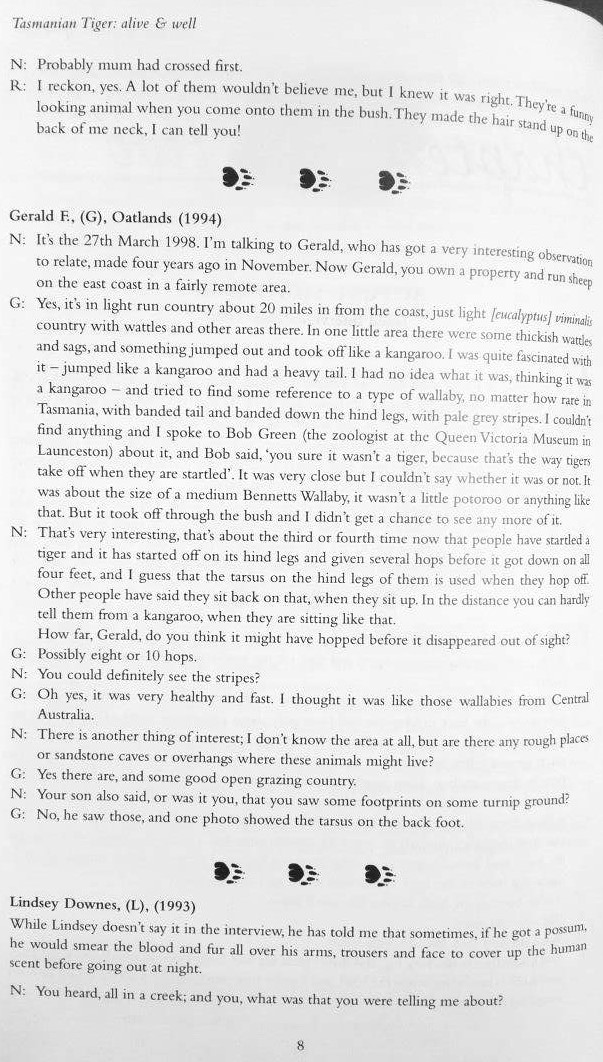 Tasmanian Tiger: alive & well
N: Probably mum had crossed first.
R: I reckon, yes. A lot of them wouldn't believe me, but I knew it was right. They're a funny
looking animal when you come onto them in the bush. They made the hair stand up on the
back of me neck, I can tell you!
Gerald F., (G), Oatlands (1994)
N: It's the 27th March 1998. I'm talking to Gerald, who has got a very interesting observation
to relate, made four years ago in November. Now Gerald, you own a property and run sheep
on the east coast in a fairly remote area.
G: Yes, it's in light run country about 20 miles in from the coast, just light [eucalyptus] viminalis
country with wattles and other areas there. In one little area there were some thickish wattles
and sags, and something jumped out and took off like a kangaroo. I was quite fascinated with
it – jumped like a kangaroo and had a heavy tail. I had no idea what it was, thinking it was
a kangaroo – and tried to find some reference to a type of wallaby, no matter how rare in
Tasmania, with banded tail and banded down the hind legs, with pale grey stripes. I couldn't
find anything and I spoke to Bob Green (the zoologist at the Queen Victoria Museum in
Launceston) about it, and Bob said, 'you sure it wasn't a tiger, because that's the way tigers
take off when they are startled'. It was very close but I couldn't say whether it was or not. It
was about the size of a medium Bennetts Wallaby, it wasn't a little potoroo or anything like
that. But it took off through the bush and I didn't get a chance to see any more of it.
N: That's very interesting, that's about the third or fourth time now that people have startled a
tiger and it has started off on its hind legs and given several hops before it got down on all
four feet, and I guess that the tarsus on the hind legs of them is used when they hop off.
Other people have said they sit back on that, when they sit up. In the distance you can hardly
tell them from a kangaroo, when they are sitting like that.
How far, Gerald, do you think it might have hopped before it disappeared out of sight?
G: Possibly eight or 10 hops.
N: You could definitely see the stripes?
G: Oh yes, it was very healthy and fast. I thought it was like those wallabies from Central
Australia.
N: There is another thing of interest; I don't know the area at all, but are there any rough places
or sandstone caves or overhangs where these animals might live?
G: Yes there are, and some good open grazing country.
N: Your son also said, or was it you, that you saw some footprints on some turnip ground?
G: No, he saw those, and one photo showed the tarsus on the back foot.
Lindsey Downes, (L), (1993)
While Lindsey doesn't say it in the interview, he has told me that sometimes, if he got a possum,
he would smear the blood and fur all over his arms, trousers and face to cover up the human
scent before going out at night.
N: You heard, all in a creek; and you, what was that you were telling me about?
8